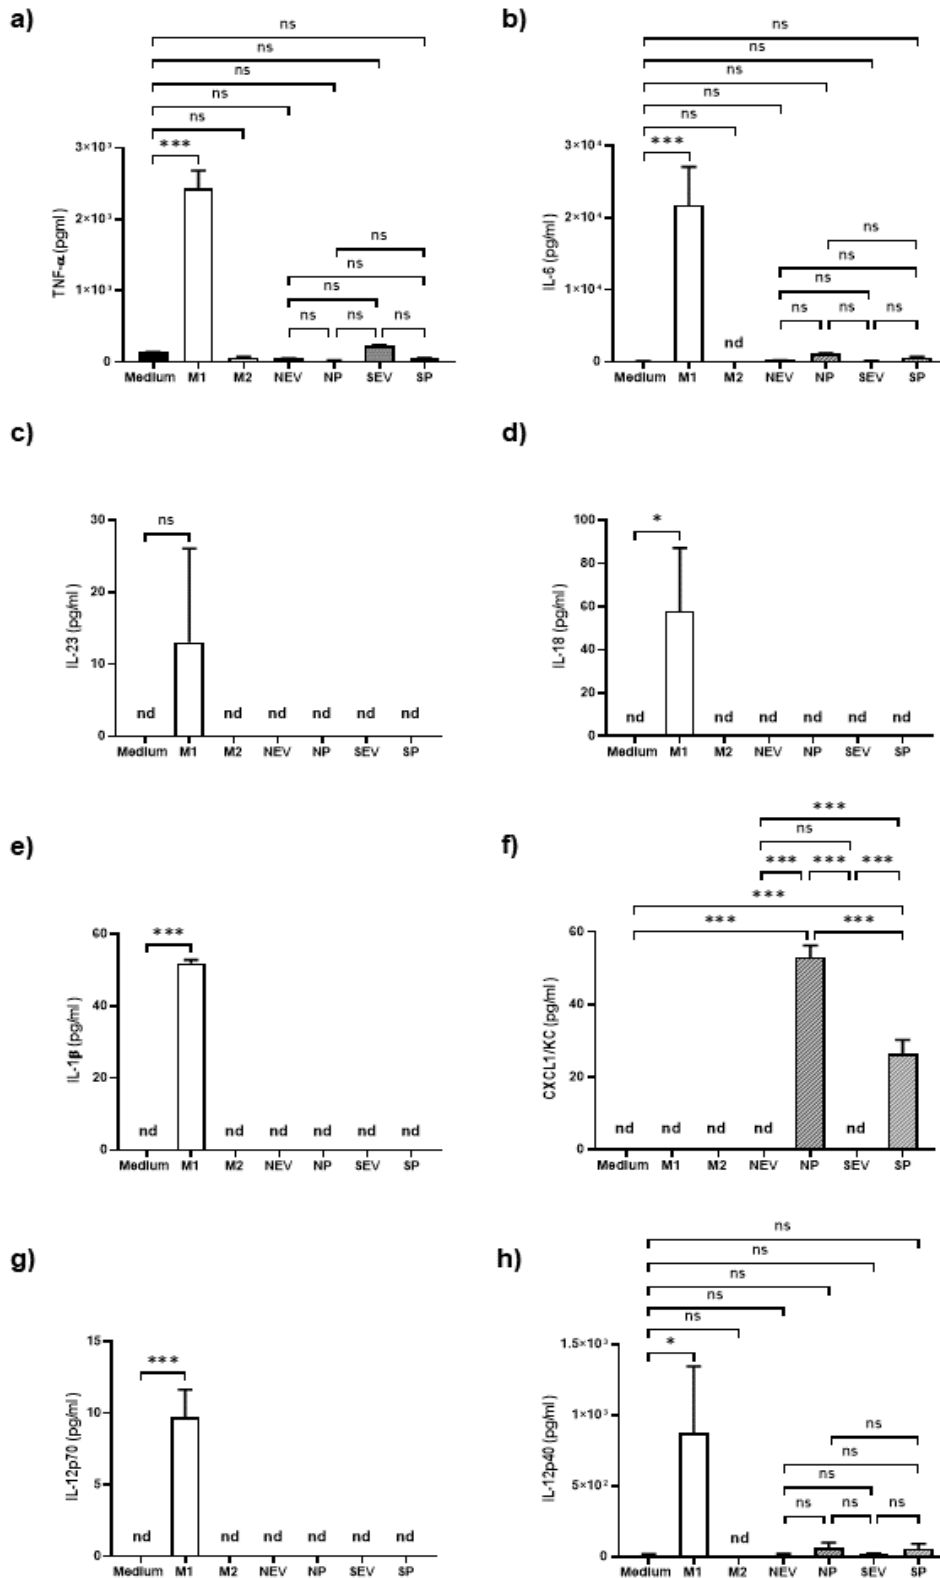 a)
ns
ns
ns
ns
ns
***
3×10³
2×10³
1×10³
0
TNF-α (pgml)
ns
ns
ns
ns
ns
ns
Medium M1 M2 NEV NP SEV SP
b)
ns
ns
ns
ns
ns
***
3×10⁴
2×10⁴
1×10⁴
0
IL-6 (pg/ml)
nd
ns
ns
ns
ns
ns
ns
Medium M1 M2 NEV NP SEV SP
c)
ns
30
20
10
0
IL-23 (pg/ml)
nd nd nd nd nd nd
Medium M1 M2 NEV NP SEV SP
d)
*
100
80
60
40
20
0
IL-18 (pg/ml)
nd nd nd nd nd nd
Medium M1 M2 NEV NP SEV SP
e)
***
60
40
20
0
IL-1β (pg/ml)
nd nd nd nd nd nd
Medium M1 M2 NEV NP SEV SP
f)
***
ns
*** *** ***
***
*** ***
60
40
20
0
CXCL1/KC (pg/ml)
nd nd nd nd nd
Medium M1 M2 NEV NP SEV SP
g)
***
15
10
5
0
IL-12p70 (pg/ml)
nd nd nd nd nd nd
Medium M1 M2 NEV NP SEV SP
h)
ns
ns
ns
ns
ns
*
1.5×10³
1×10³
5×10²
0
IL-12p40 (pg/ml)
nd
ns
ns
ns
ns
ns
ns
Medium M1 M2 NEV NP SEV SP